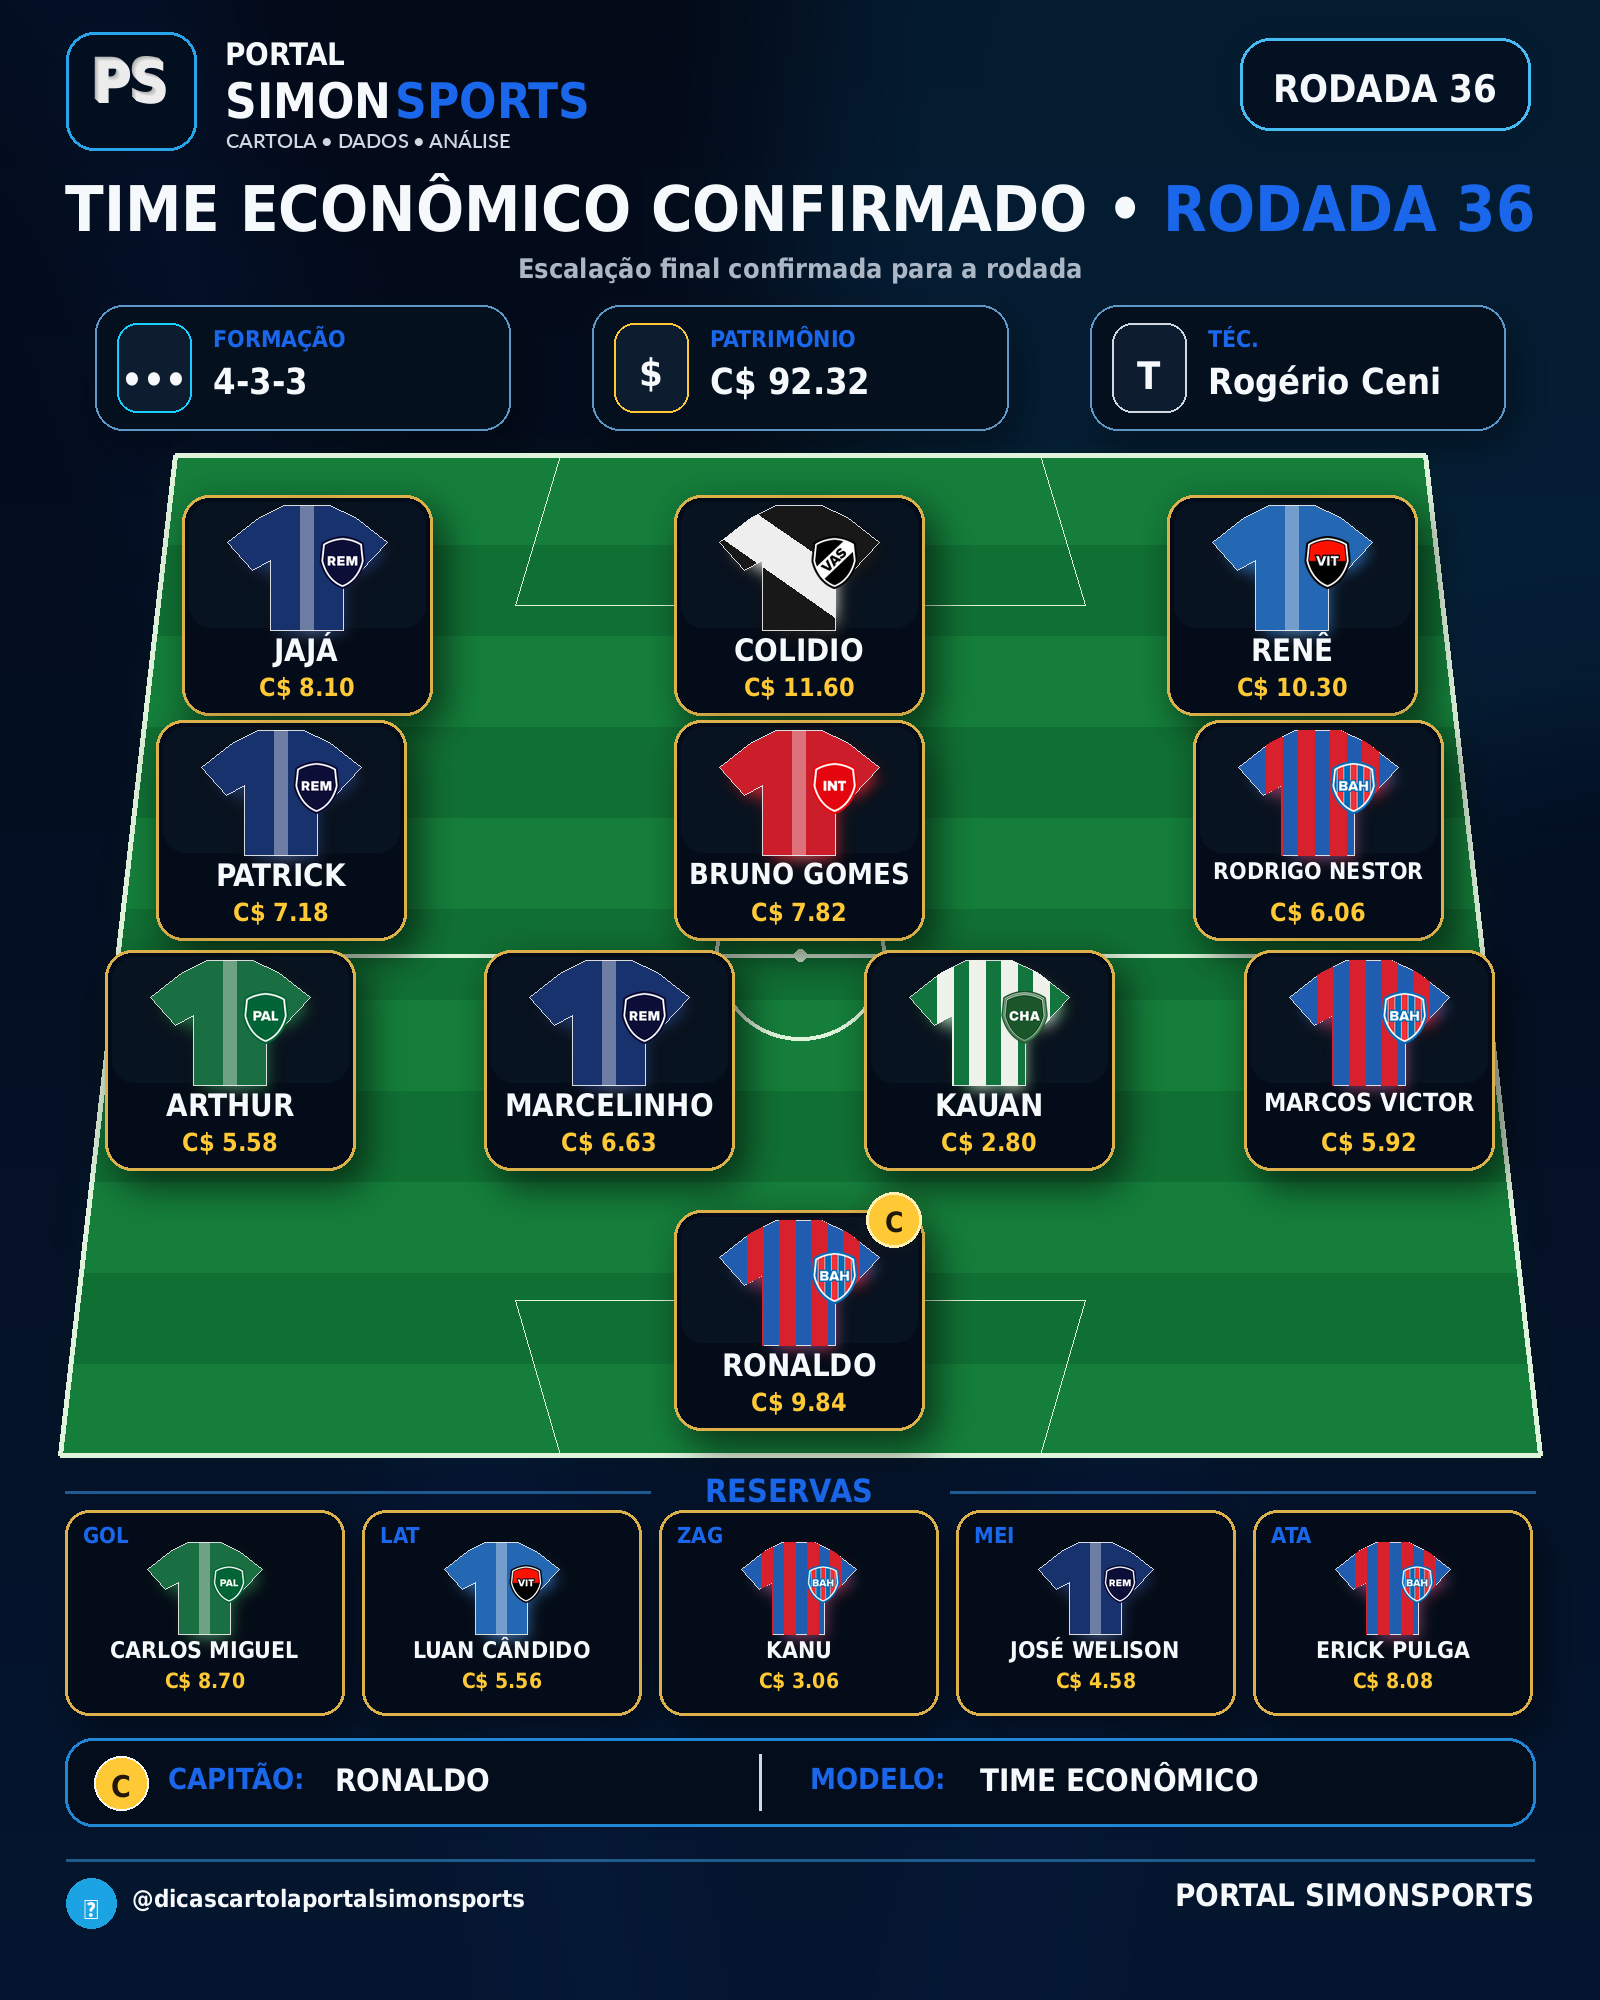 PS
PORTAL
SIMONSPORTS
CARTOLA • DADOS • ANÁLISE
RODADA 36
TIME ECONÔMICO CONFIRMADO • RODADA 36
Escalação final confirmada para a rodada
FORMAÇÃO
4-3-3
$
PATRIMÔNIO
C$ 92.32
T
TÉC.
Rogério Ceni
REM
JAJÁ
C$ 8.10
VAS
COLIDIO
C$ 11.60
VIT
RENÊ
C$ 10.30
REM
PATRICK
C$ 7.18
INT
BRUNO GOMES
C$ 7.82
BAH
RODRIGO NESTOR
C$ 6.06
PAL
ARTHUR
C$ 5.58
REM
MARCELINHO
C$ 6.63
CHA
KAUAN
C$ 2.80
BAH
MARCOS VICTOR
C$ 5.92
C
BAH
RONALDO
C$ 9.84
RESERVAS
GOL
PAL
CARLOS MIGUEL
C$ 8.70
LAT
VIT
LUAN CÂNDIDO
C$ 5.56
ZAG
BAH
KANU
C$ 3.06
MEI
REM
JOSÉ WELISON
C$ 4.58
ATA
BAH
ERICK PULGA
C$ 8.08
C
CAPITÃO: RONALDO
MODELO: TIME ECONÔMICO
@dicascartolaportalsimonsports
PORTAL SIMONSPORTS